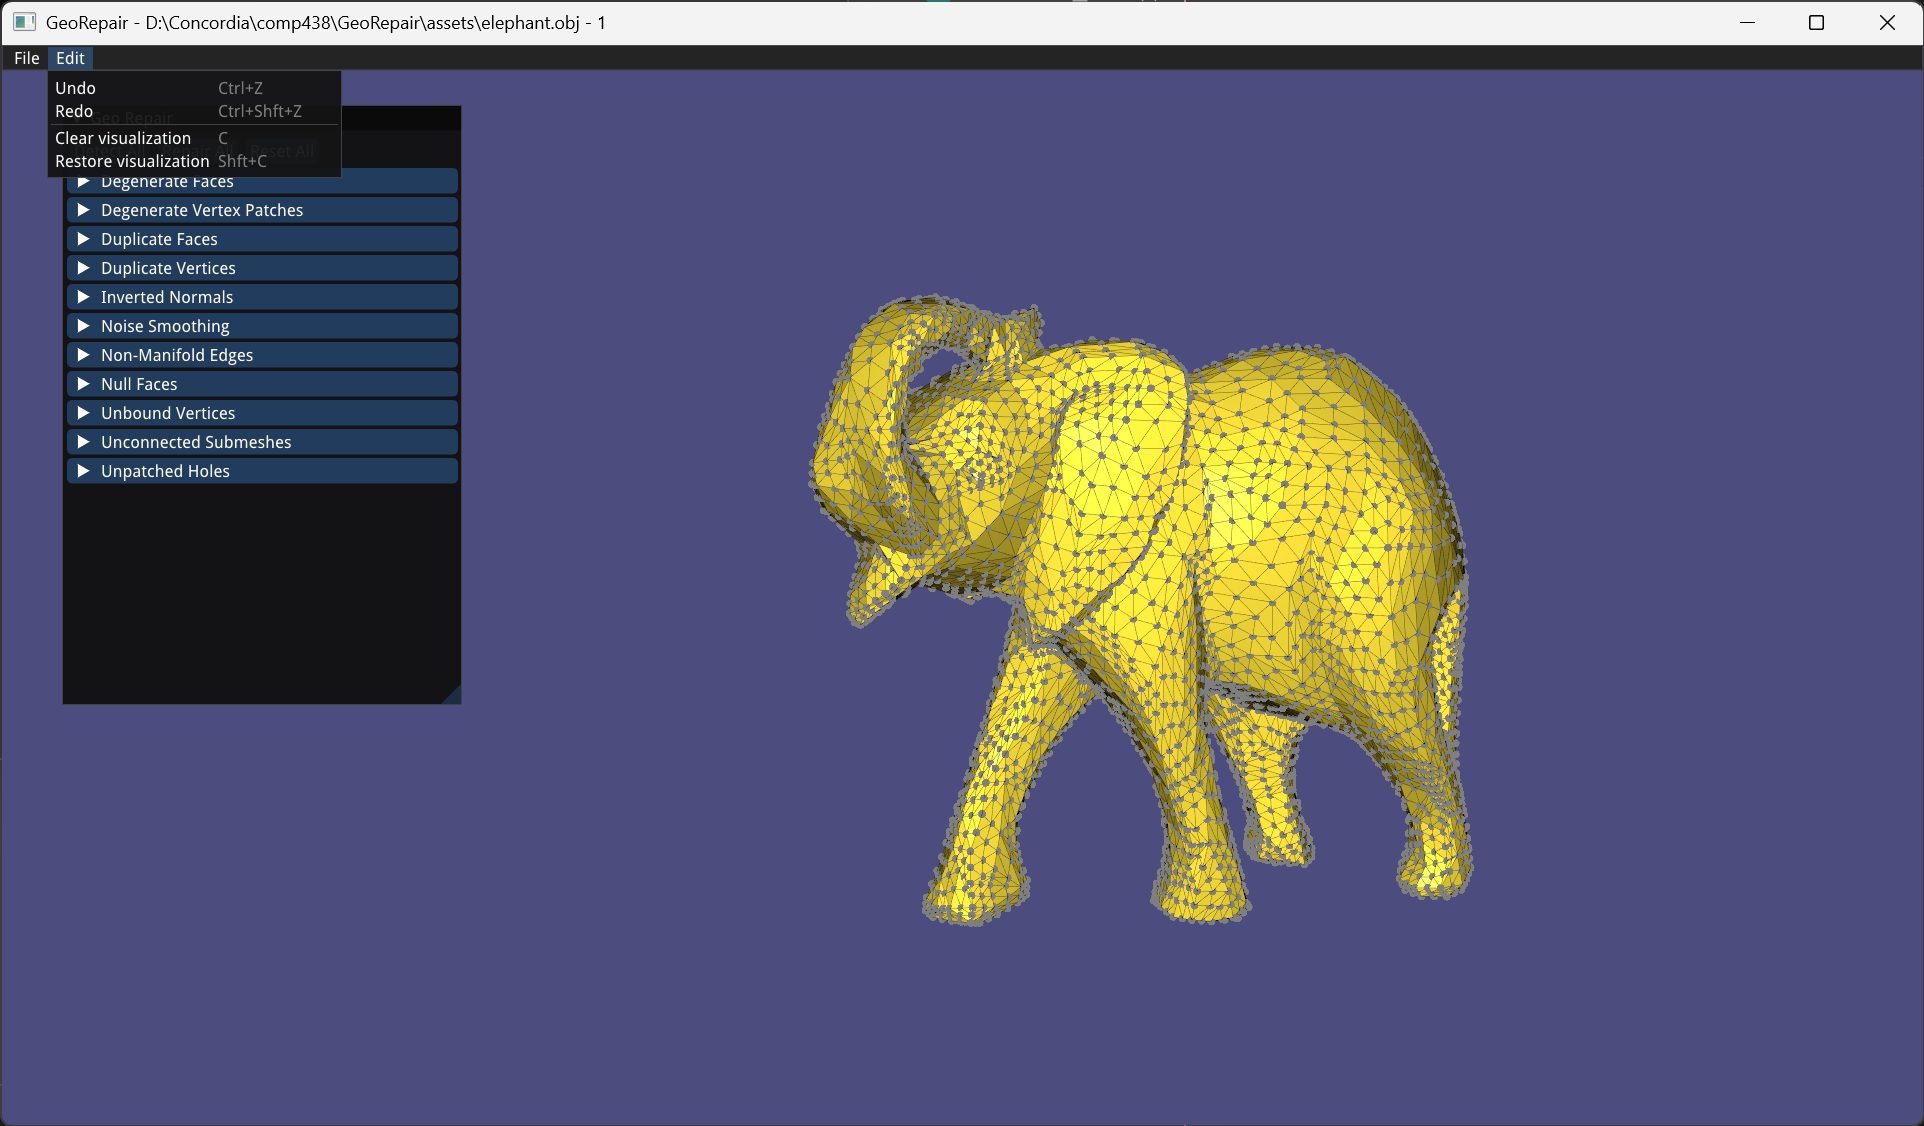 GeoRepair - D:\Concordia\comp438\GeoRepair\assets\elephant.obj - 1
File Edit
Undo Ctrl+Z
Redo Ctrl+Shft+Z
Clear visualization C
Restore visualization Shft+C
Geo Repair
Reset All
Degenerate Faces
Degenerate Vertex Patches
Duplicate Faces
Duplicate Vertices
Inverted Normals
Noise Smoothing
Non-Manifold Edges
Null Faces
Unbound Vertices
Unconnected Submeshes
Unpatched Holes